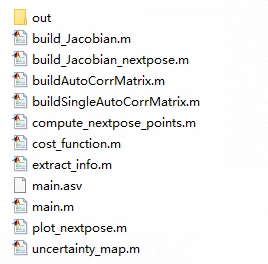 out
build_Jacobian.m
build_Jacobian_nextpose.m
buildAutoCorrMatrix.m
buildSingleAutoCorrMatrix.m
compute_nextpose_points.m
cost_function.m
extract_info.m
main.asv
main.m
plot_nextpose.m
uncertainty_map.m